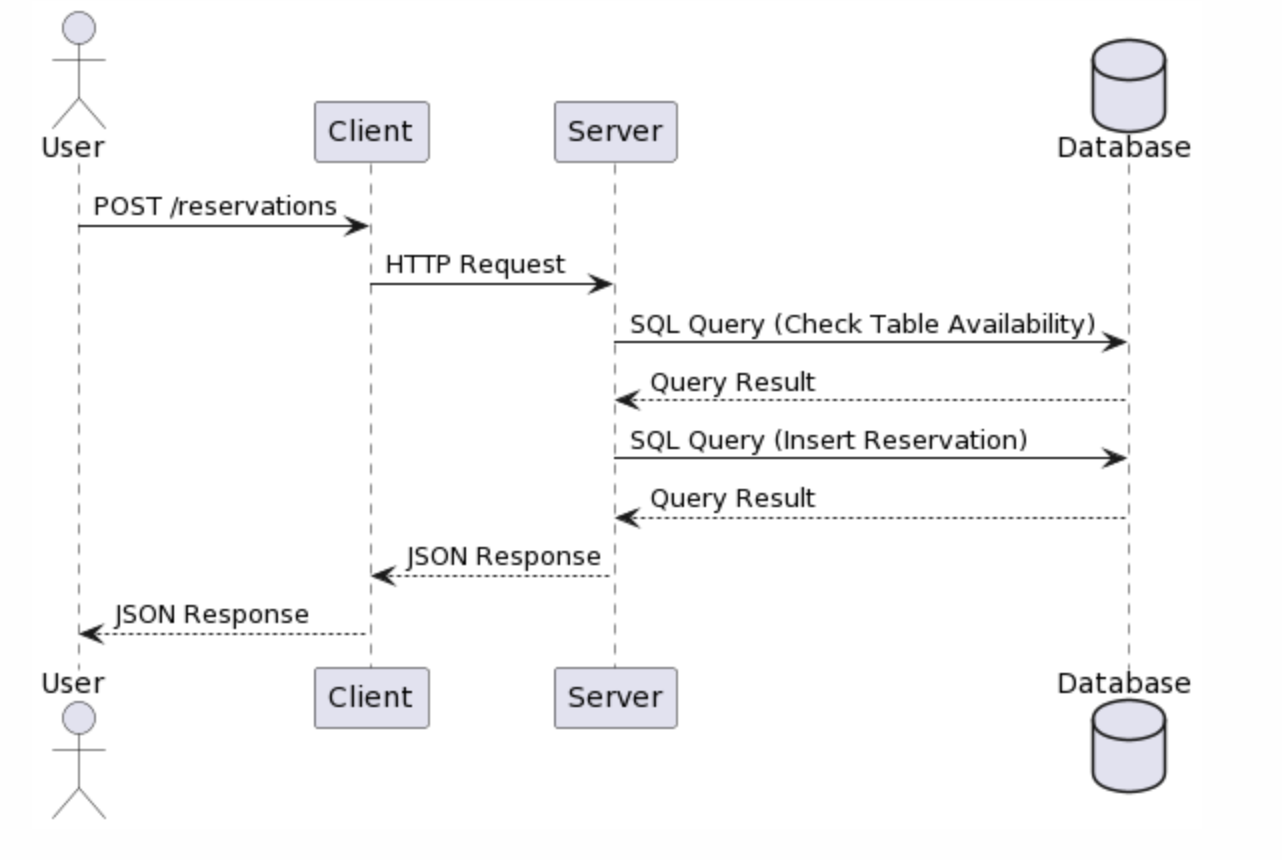 User
Client
Server
Database
POST /reservations
HTTP Request
SQL Query (Check Table Availability)
Query Result
SQL Query (Insert Reservation)
Query Result
JSON Response
JSON Response
User
Client
Server
Database